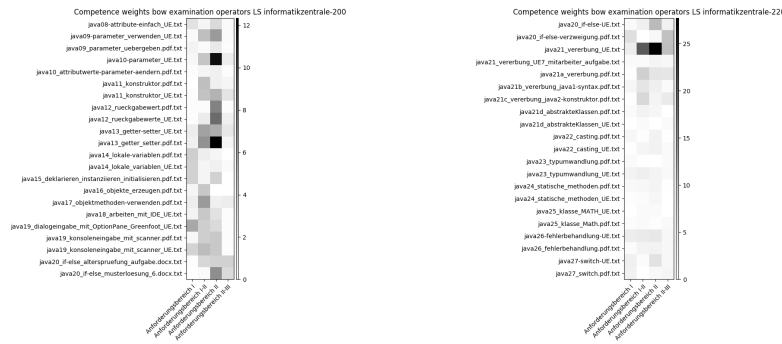 Competence weights bow examination operators LS informatikzentrale-200
java08-attribute-einfach_UE.txt
java09-parameter_verwenden_UE.txt
java09_parameter_uebergeben.pdf.txt
java10-parameter_UE.txt
java10_attributwerte-parameter-aendern.pdf.txt
java11_konstruktor.pdf.txt
java11_konstruktor_UE.txt
java12_rueckgabewert.pdf.txt
java12_rueckgabewerte_UE.txt
java13_getter-setter_UE.txt
java13_getter_setter.pdf.txt
java14_lokale-variablen.pdf.txt
java14_lokale_variablen_UE.txt
java15_deklarieren_instanziieren_initialisieren.pdf.txt
java16_objekte_erzeugen.pdf.txt
java17_objektmethoden-verwenden.pdf.txt
java18_arbeiten_mit_IDE_UE.txt
java19_dialogeingabe_mit_OptionPane_Greenfoot_UE.txt
java19_konsoleneingabe_mit_scanner.pdf.txt
java19_konsoleneingabe_mit_scanner_UE.txt
java20_if-else_alterspruefung_aufgabe.docx.txt
java20_if-else_musterloesung_6.docx.txt
Anforderungsbereich I
Anforderungsbereich I-II
Anforderungsbereich II
Anforderungsbereich II-III
12
10
8
6
4
2
0
Competence weights bow examination operators LS informatikzentrale-220
java20_if-else-UE.txt
java20_if-else-verzweigung.pdf.txt
java21_vererbung_UE.txt
java21_vererbung_UE7_mitarbeiter_aufgabe.txt
java21a_vererbung.pdf.txt
java21b_vererbung_java1-syntax.pdf.txt
java21c_vererbung_java2-konstruktor.pdf.txt
java21d_abstrakteKlassen.pdf.txt
java21d_abstrakteKlassen_UE.txt
java22_casting.pdf.txt
java22_casting_UE.txt
java23_typumwandlung.pdf.txt
java23_typumwandlung_UE.txt
java24_statische_methoden.pdf.txt
java24_statische_methoden_UE.txt
java25_klasse_MATH_UE.txt
java25_klasse_Math.pdf.txt
java26-fehlerbehandlung-UE.txt
java26_fehlerbehandlung.pdf.txt
java27-switch-UE.txt
java27_switch.pdf.txt
Anforderungsbereich I
Anforderungsbereich I-II
Anforderungsbereich II
Anforderungsbereich II-III
25
20
15
10
5
0